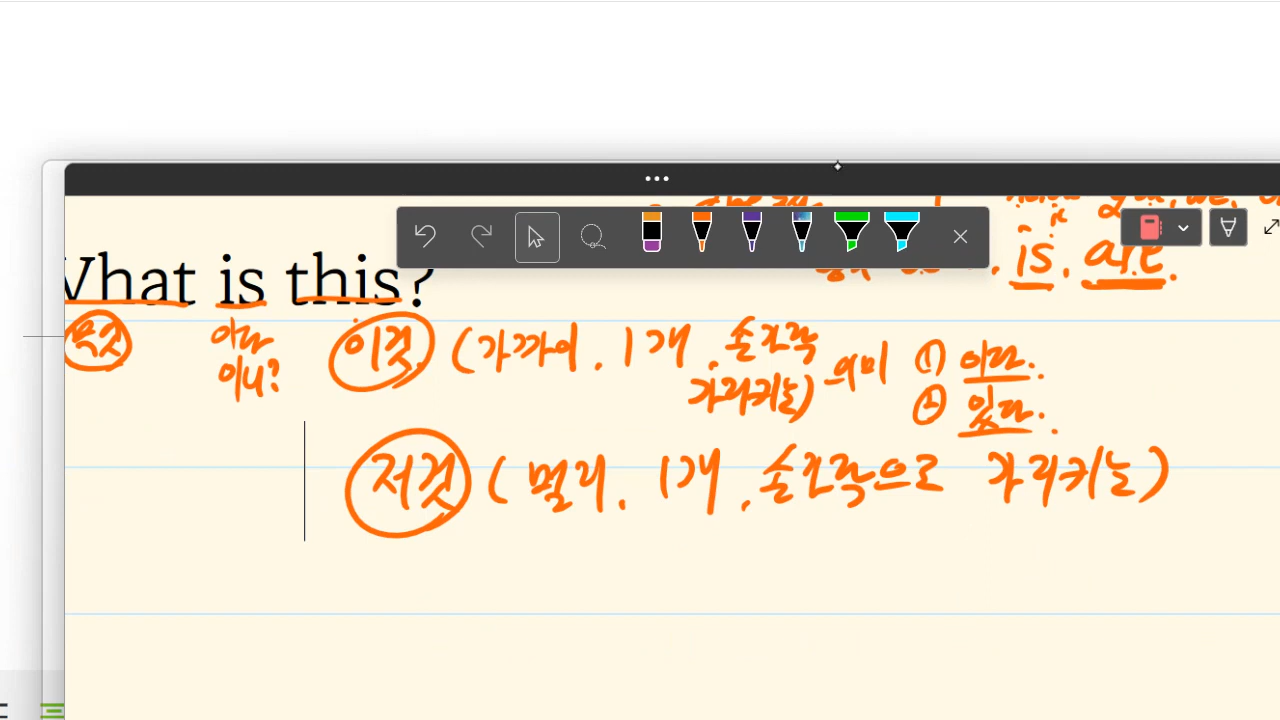 is. are.
What is this?
무엇 이다 이니? 이것 (가까이, 1개, 손가락 가리키는) 의미 ① 이다. ② 있다.
저것 (멀리, 1개, 손가락으로 가리키는)